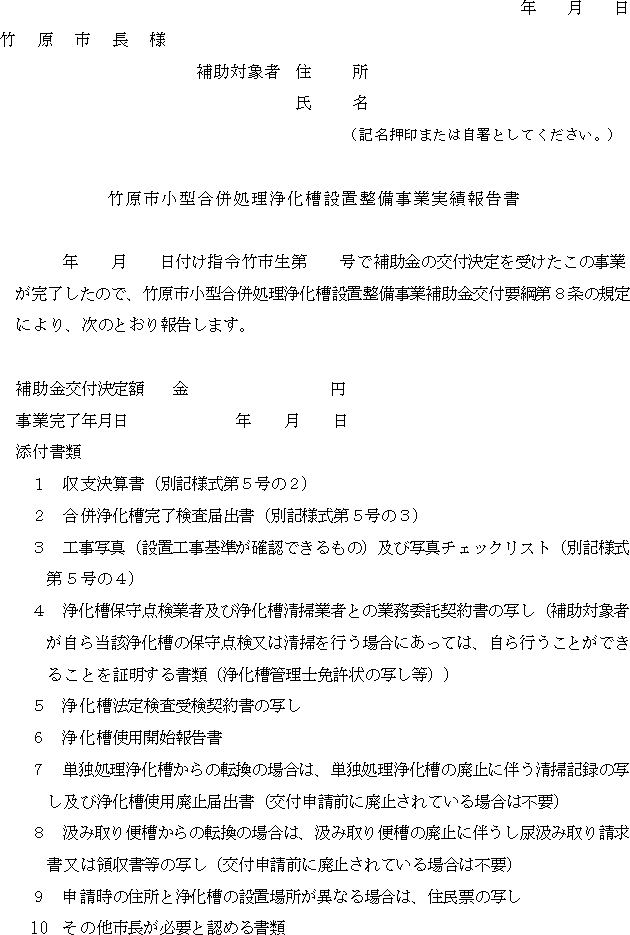 年　月　日
竹　原　市　長　様
補助対象者　住　　所
氏　　名
（記名押印または自署としてください。）
竹原市小型合併処理浄化槽設置整備事業実績報告書
年　月　日付け指令竹市生第　　号で補助金の交付決定を受けたこの事業
が完了したので、竹原市小型合併処理浄化槽設置整備事業補助金交付要綱第８条の規定
により、次のとおり報告します。
補助金交付決定額　金　　　　　　　　円
事業完了年月日　　　　　　年　月　日
添付書類
１　収支決算書（別記様式第５号の２）
２　合併浄化槽完了検査届出書（別記様式第５号の３）
３　工事写真（設置工事基準が確認できるもの）及び写真チェックリスト（別記様式
第５号の４）
４　浄化槽保守点検業者及び浄化槽清掃業者との業務委託契約書の写し（補助対象者
が自ら当該浄化槽の保守点検又は清掃を行う場合にあっては、自ら行うことができ
ることを証明する書類（浄化槽管理士免許状の写し等））
５　浄化槽法定検査受検契約書の写し
６　浄化槽使用開始報告書
７　単独処理浄化槽からの転換の場合は、単独処理浄化槽の廃止に伴う清掃記録の写
し及び浄化槽使用廃止届出書（交付申請前に廃止されている場合は不要）
８　汲み取り便槽からの転換の場合は、汲み取り便槽の廃止に伴うし尿汲み取り請求
書又は領収書等の写し（交付申請前に廃止されている場合は不要）
９　申請時の住所と浄化槽の設置場所が異なる場合は、住民票の写し
10　その他市長が必要と認める書類